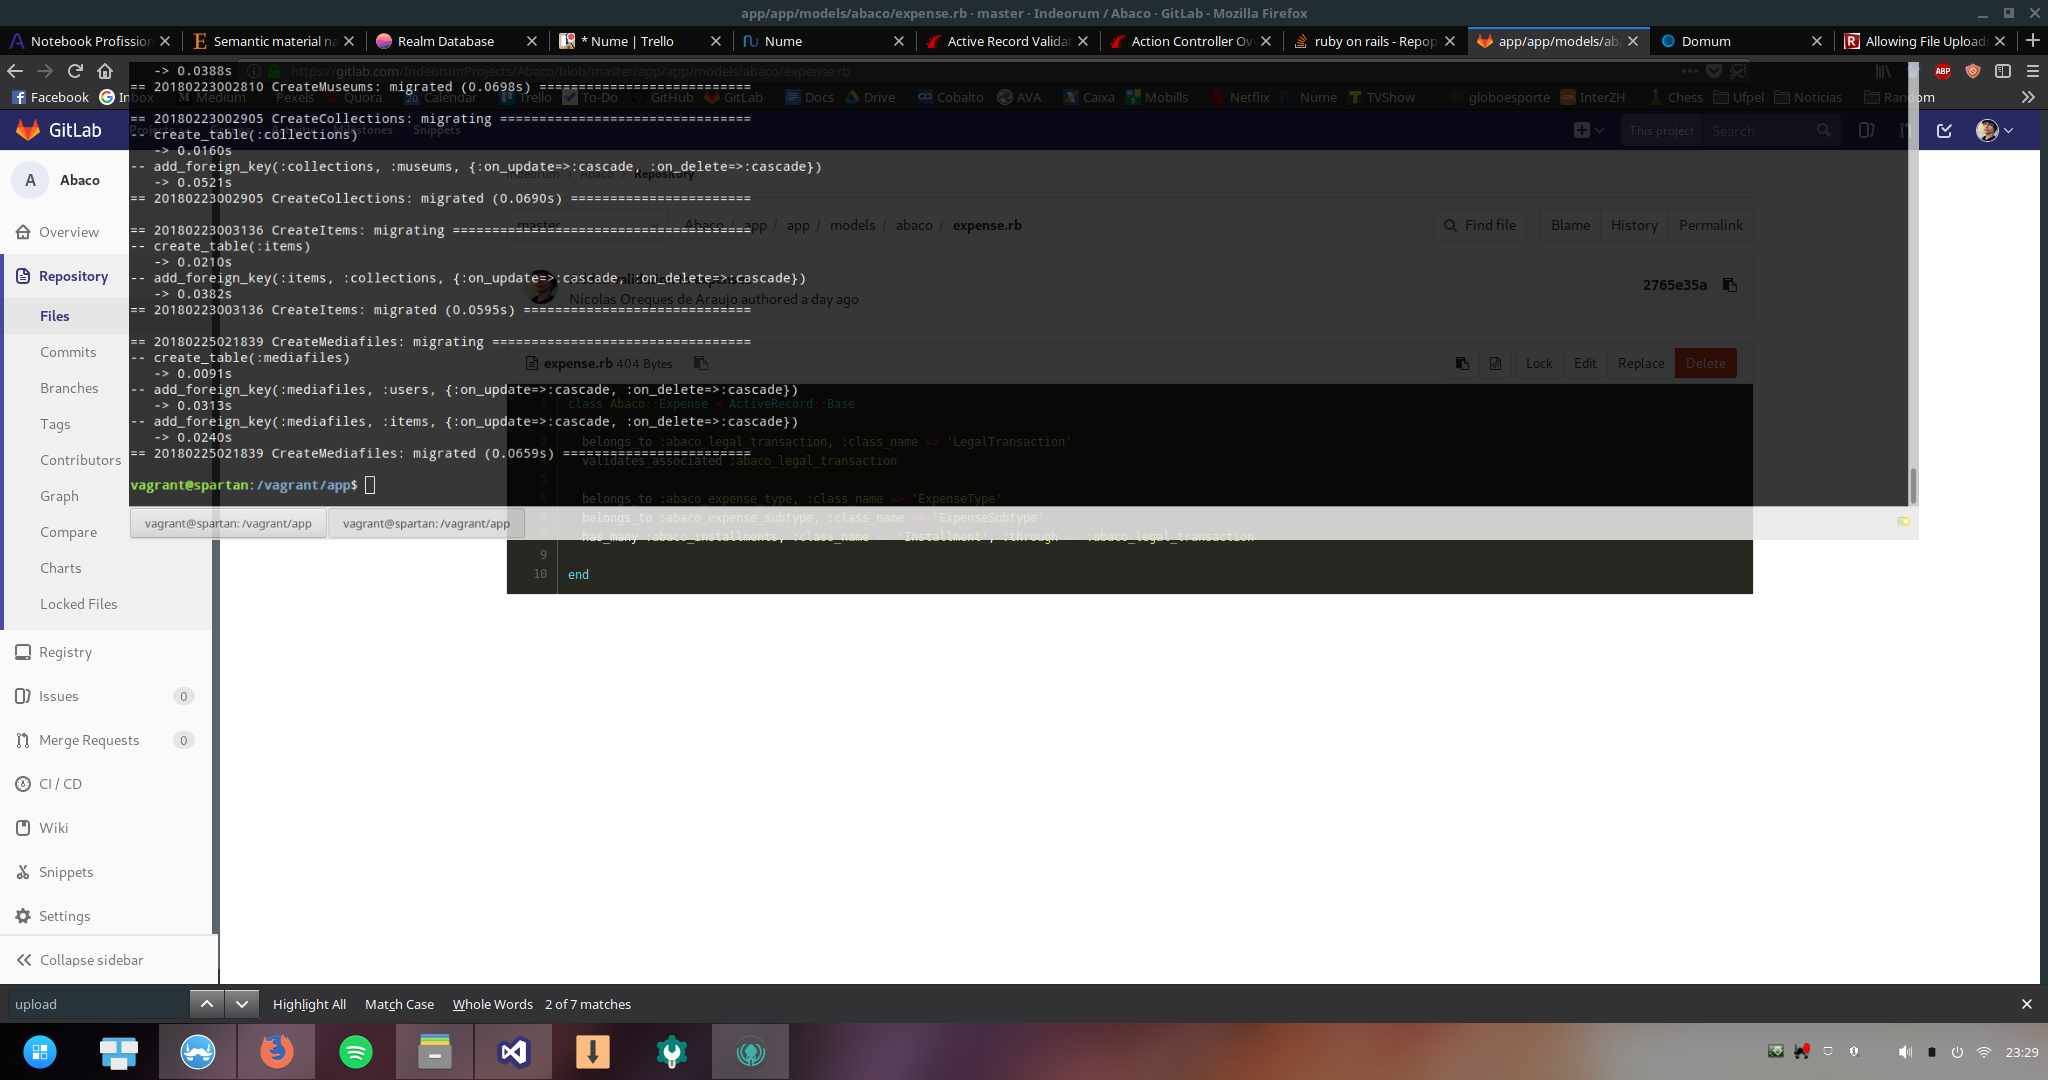 app/app/models/abaco/expense.rb · master · Indeorum / Abaco · GitLab - Mozilla Firefox
Notebook Profission
Semantic material na
Realm Database
* Nume | Trello
Nume
Active Record Validat
Action Controller Ov
ruby on rails - Repop
app/app/models/ab
Domum
Allowing File Upload
https://gitlab.com/IndeorumProjects/Abaco/blob/master/app/app/models/abaco/expense.rb
ABP
Facebook Inbox Medium Pexels Quora Calendar Trello To-Do GitHub GitLab Docs Drive Cobalto AVA Caixa Mobills Netflix Nume TVShow globoesporte InterZH Chess Ufpel Noticias Random
GitLab
Projects
Milestones
Snippets
This project
Search
-> 0.0388s
== 20180223002810 CreateMuseums: migrated (0.0698s) ===========================
== 20180223002905 CreateCollections: migrating ================================
-- create_table(:collections)
-> 0.0160s
-- add_foreign_key(:collections, :museums, {:on_update=>:cascade, :on_delete=>:cascade})
-> 0.0521s
== 20180223002905 CreateCollections: migrated (0.0690s) =======================
== 20180223003136 CreateItems: migrating ======================================
-- create_table(:items)
-> 0.0210s
-- add_foreign_key(:items, :collections, {:on_update=>:cascade, :on_delete=>:cascade})
-> 0.0382s
== 20180223003136 CreateItems: migrated (0.0595s) =============================
== 20180225021839 CreateMediafiles: migrating =================================
-- create_table(:mediafiles)
-> 0.0091s
-- add_foreign_key(:mediafiles, :users, {:on_update=>:cascade, :on_delete=>:cascade})
-> 0.0313s
-- add_foreign_key(:mediafiles, :items, {:on_update=>:cascade, :on_delete=>:cascade})
-> 0.0240s
== 20180225021839 CreateMediafiles: migrated (0.0659s) ========================
vagrant@spartan:/vagrant/app$
vagrant@spartan: /vagrant/app
vagrant@spartan: /vagrant/app
A
Abaco
Overview
Repository
Files
Commits
Branches
Tags
Contributors
Graph
Compare
Charts
Locked Files
Registry
Issues 0
Merge Requests 0
CI / CD
Wiki
Snippets
Settings
Collapse sidebar
Indeorum > Abaco > Repository
master
Abaco / app / app / models / abaco / expense.rb
Find file
Blame
History
Permalink
Nícolas Oreques de Araujo authored a day ago
2765e35a
expense.rb 404 Bytes
Lock
Edit
Replace
Delete
1 class Abaco::Expense < ActiveRecord::Base
3 belongs_to :abaco_legal_transaction, :class_name => 'LegalTransaction'
validates_associated :abaco_legal_transaction
5
6 belongs_to :abaco_expense_type, :class_name => 'ExpenseType'
7 belongs_to :abaco_expense_subtype, :class_name => 'ExpenseSubtype'
has_many :abaco_installments, :class_name => 'Installment', :through => :abaco_legal_transaction
9
10 end
upload
Highlight All
Match Case
Whole Words
2 of 7 matches
23:29